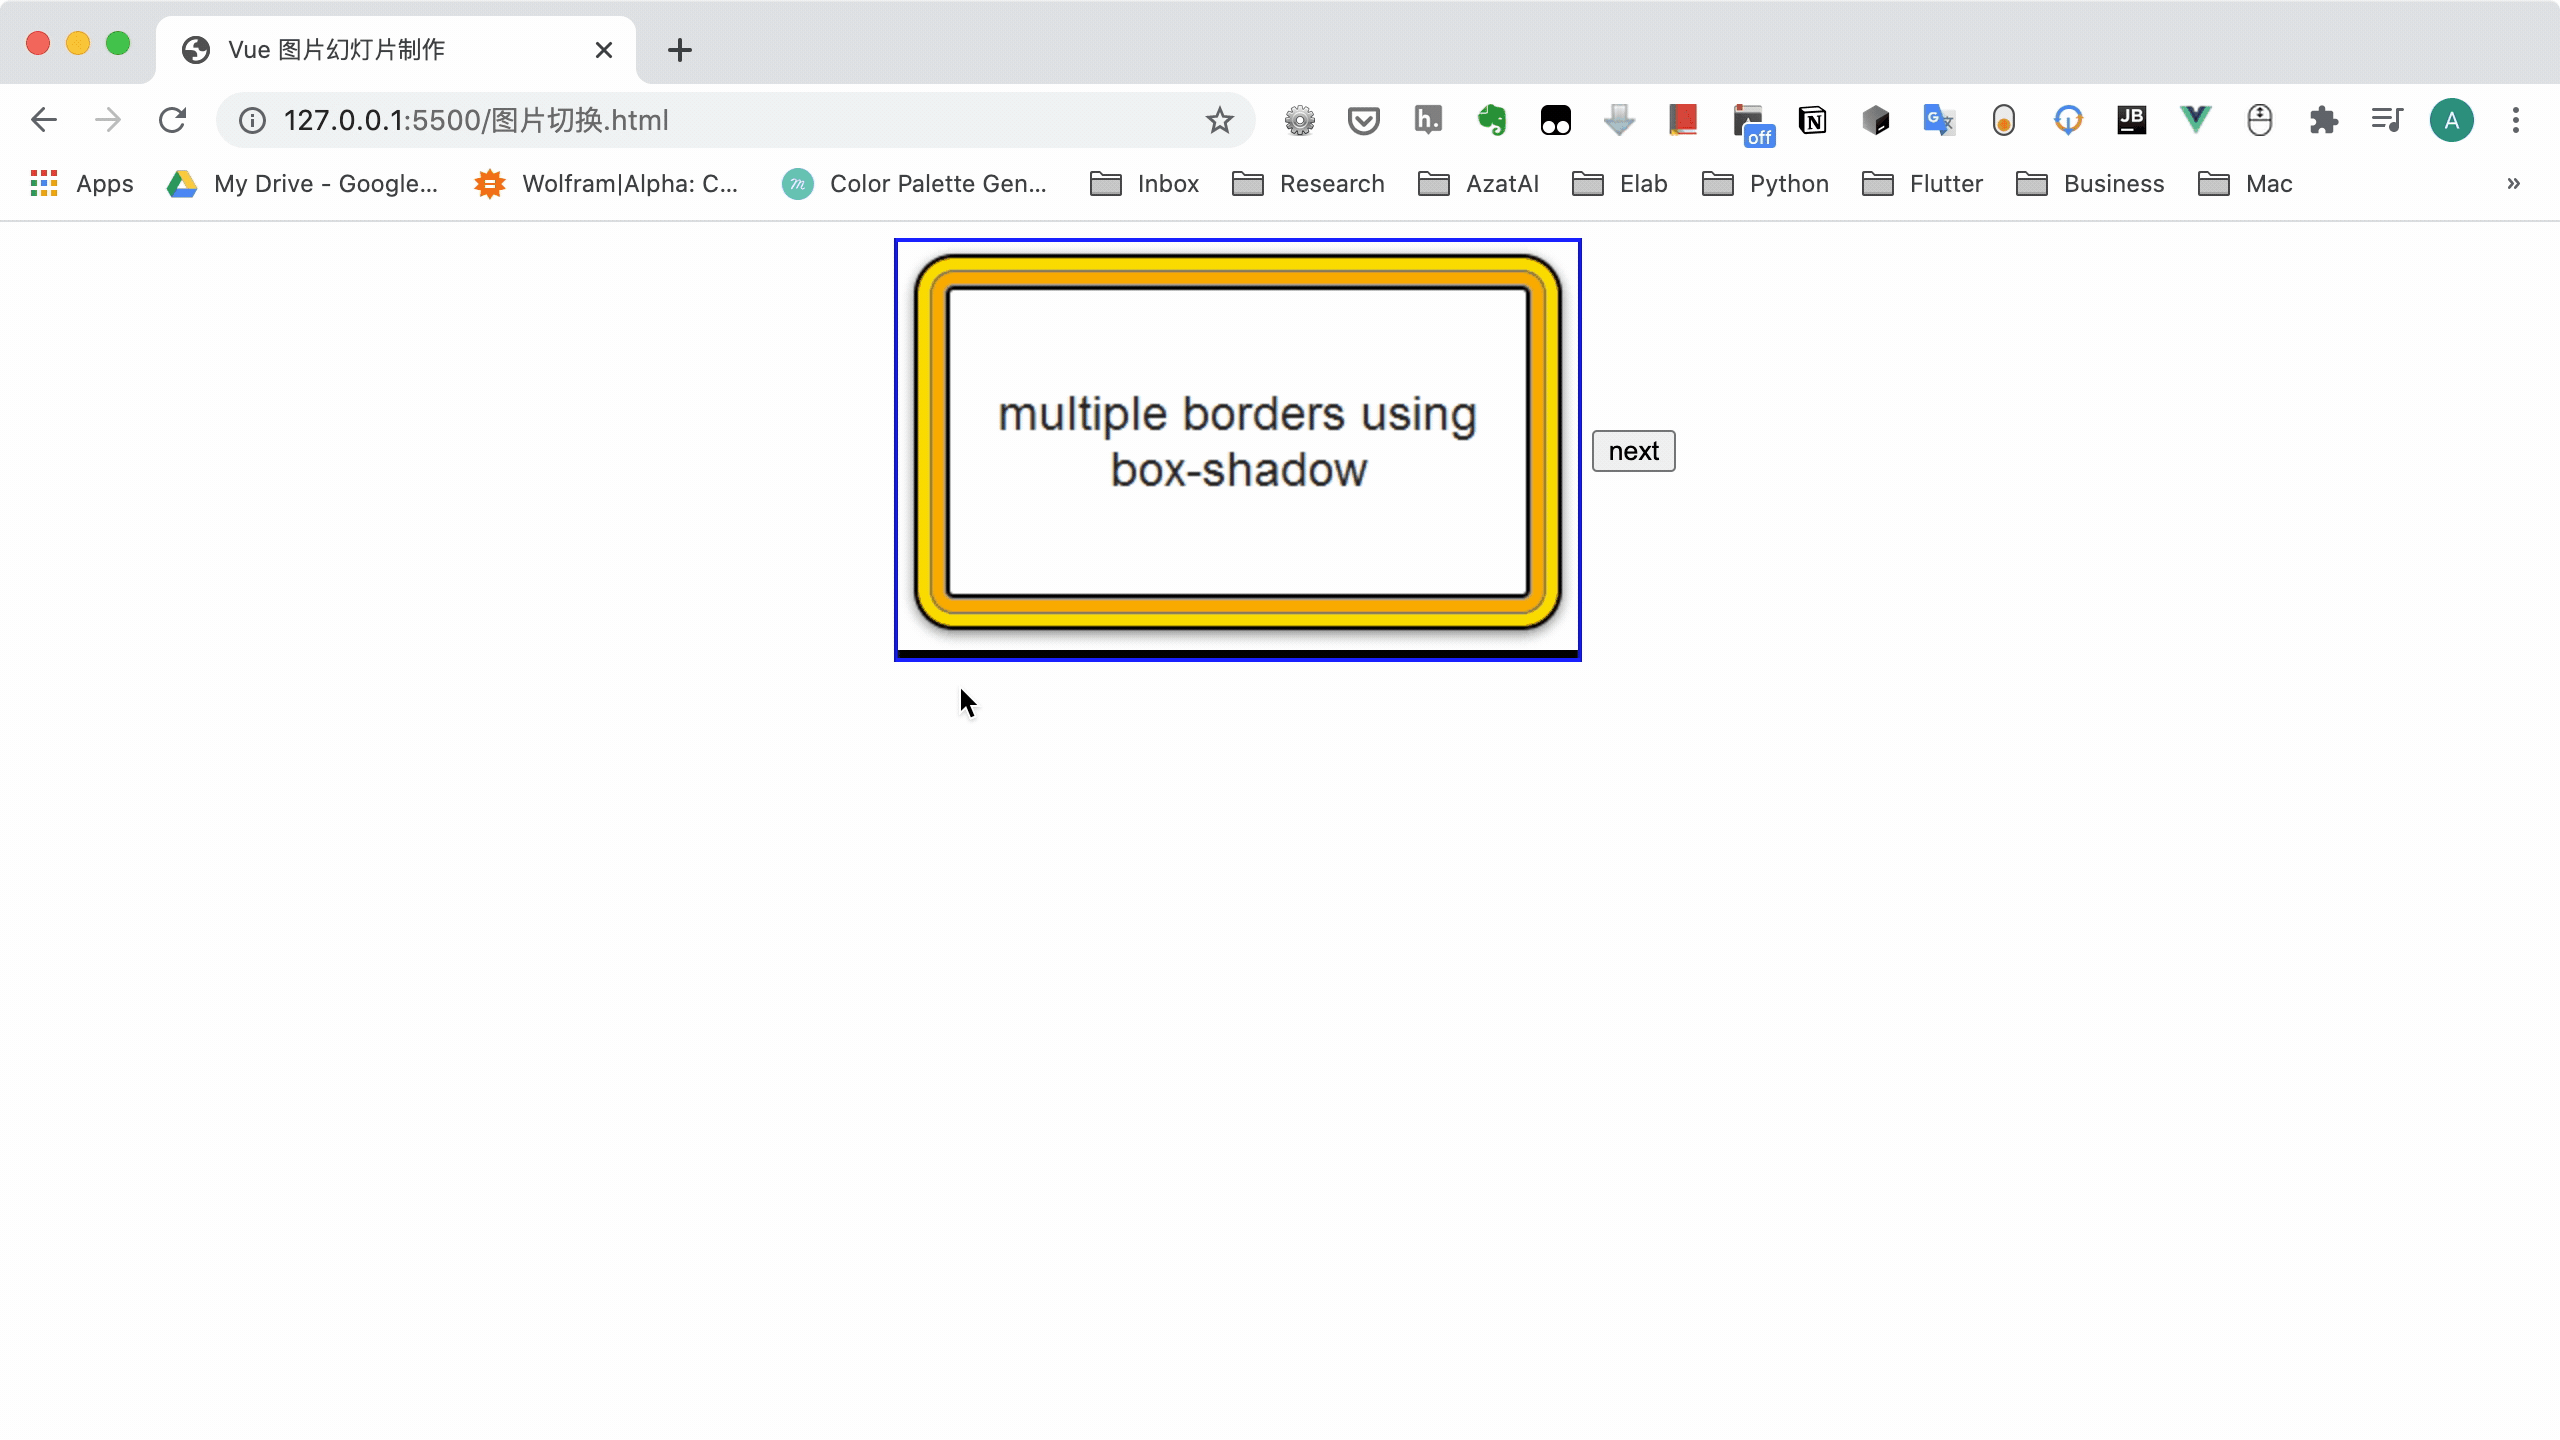 Vue 图片幻灯片制作
127.0.0.1:5500/图片切换.html
h.
off
N
G 文
JB
A
Apps
My Drive - Google...
Wolfram|Alpha: C...
m
Color Palette Gen...
Inbox
Research
AzatAI
Elab
Python
Flutter
Business
Mac
»
multiple borders using
box-shadow
next